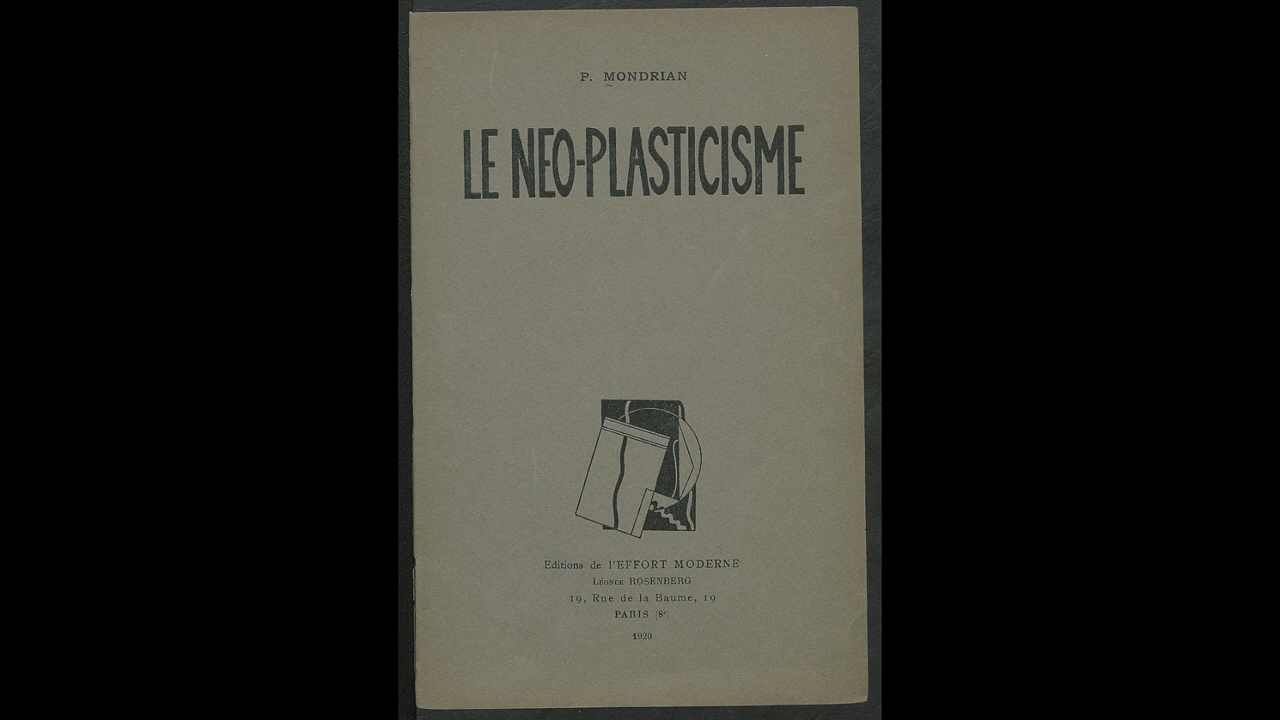 P. MONDRIAN
LE NEO-PLASTICISME
Editions de l'EFFORT MODERNE
Léonce ROSENBERG
19, Rue de la Baume, 19
PARIS (8e)
1920